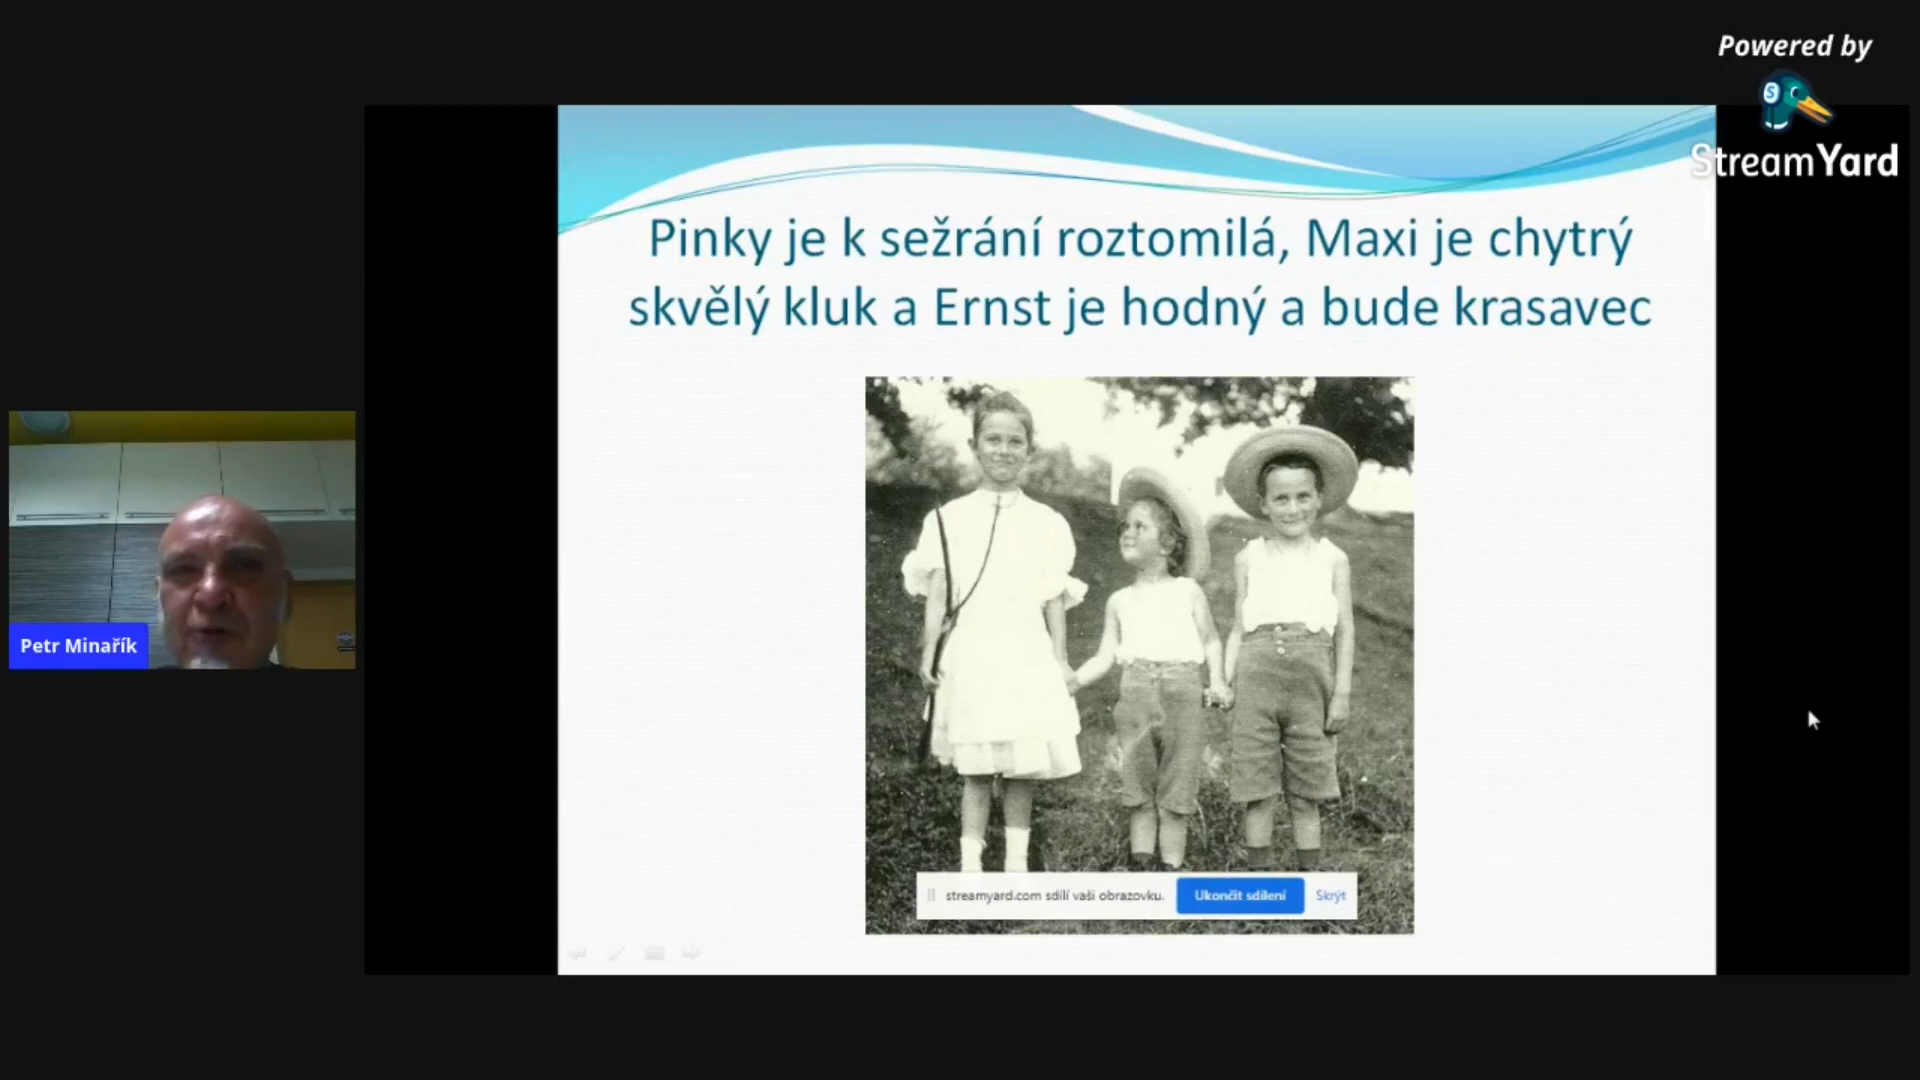 Powered by
StreamYard
Pinky je k sežrání roztomilá, Maxi je chytrý
skvělý kluk a Ernst je hodný a bude krasavec
Petr Minařík
streamyard.com sdílí vaši obrazovku.
Ukončit sdílení
Skrýt